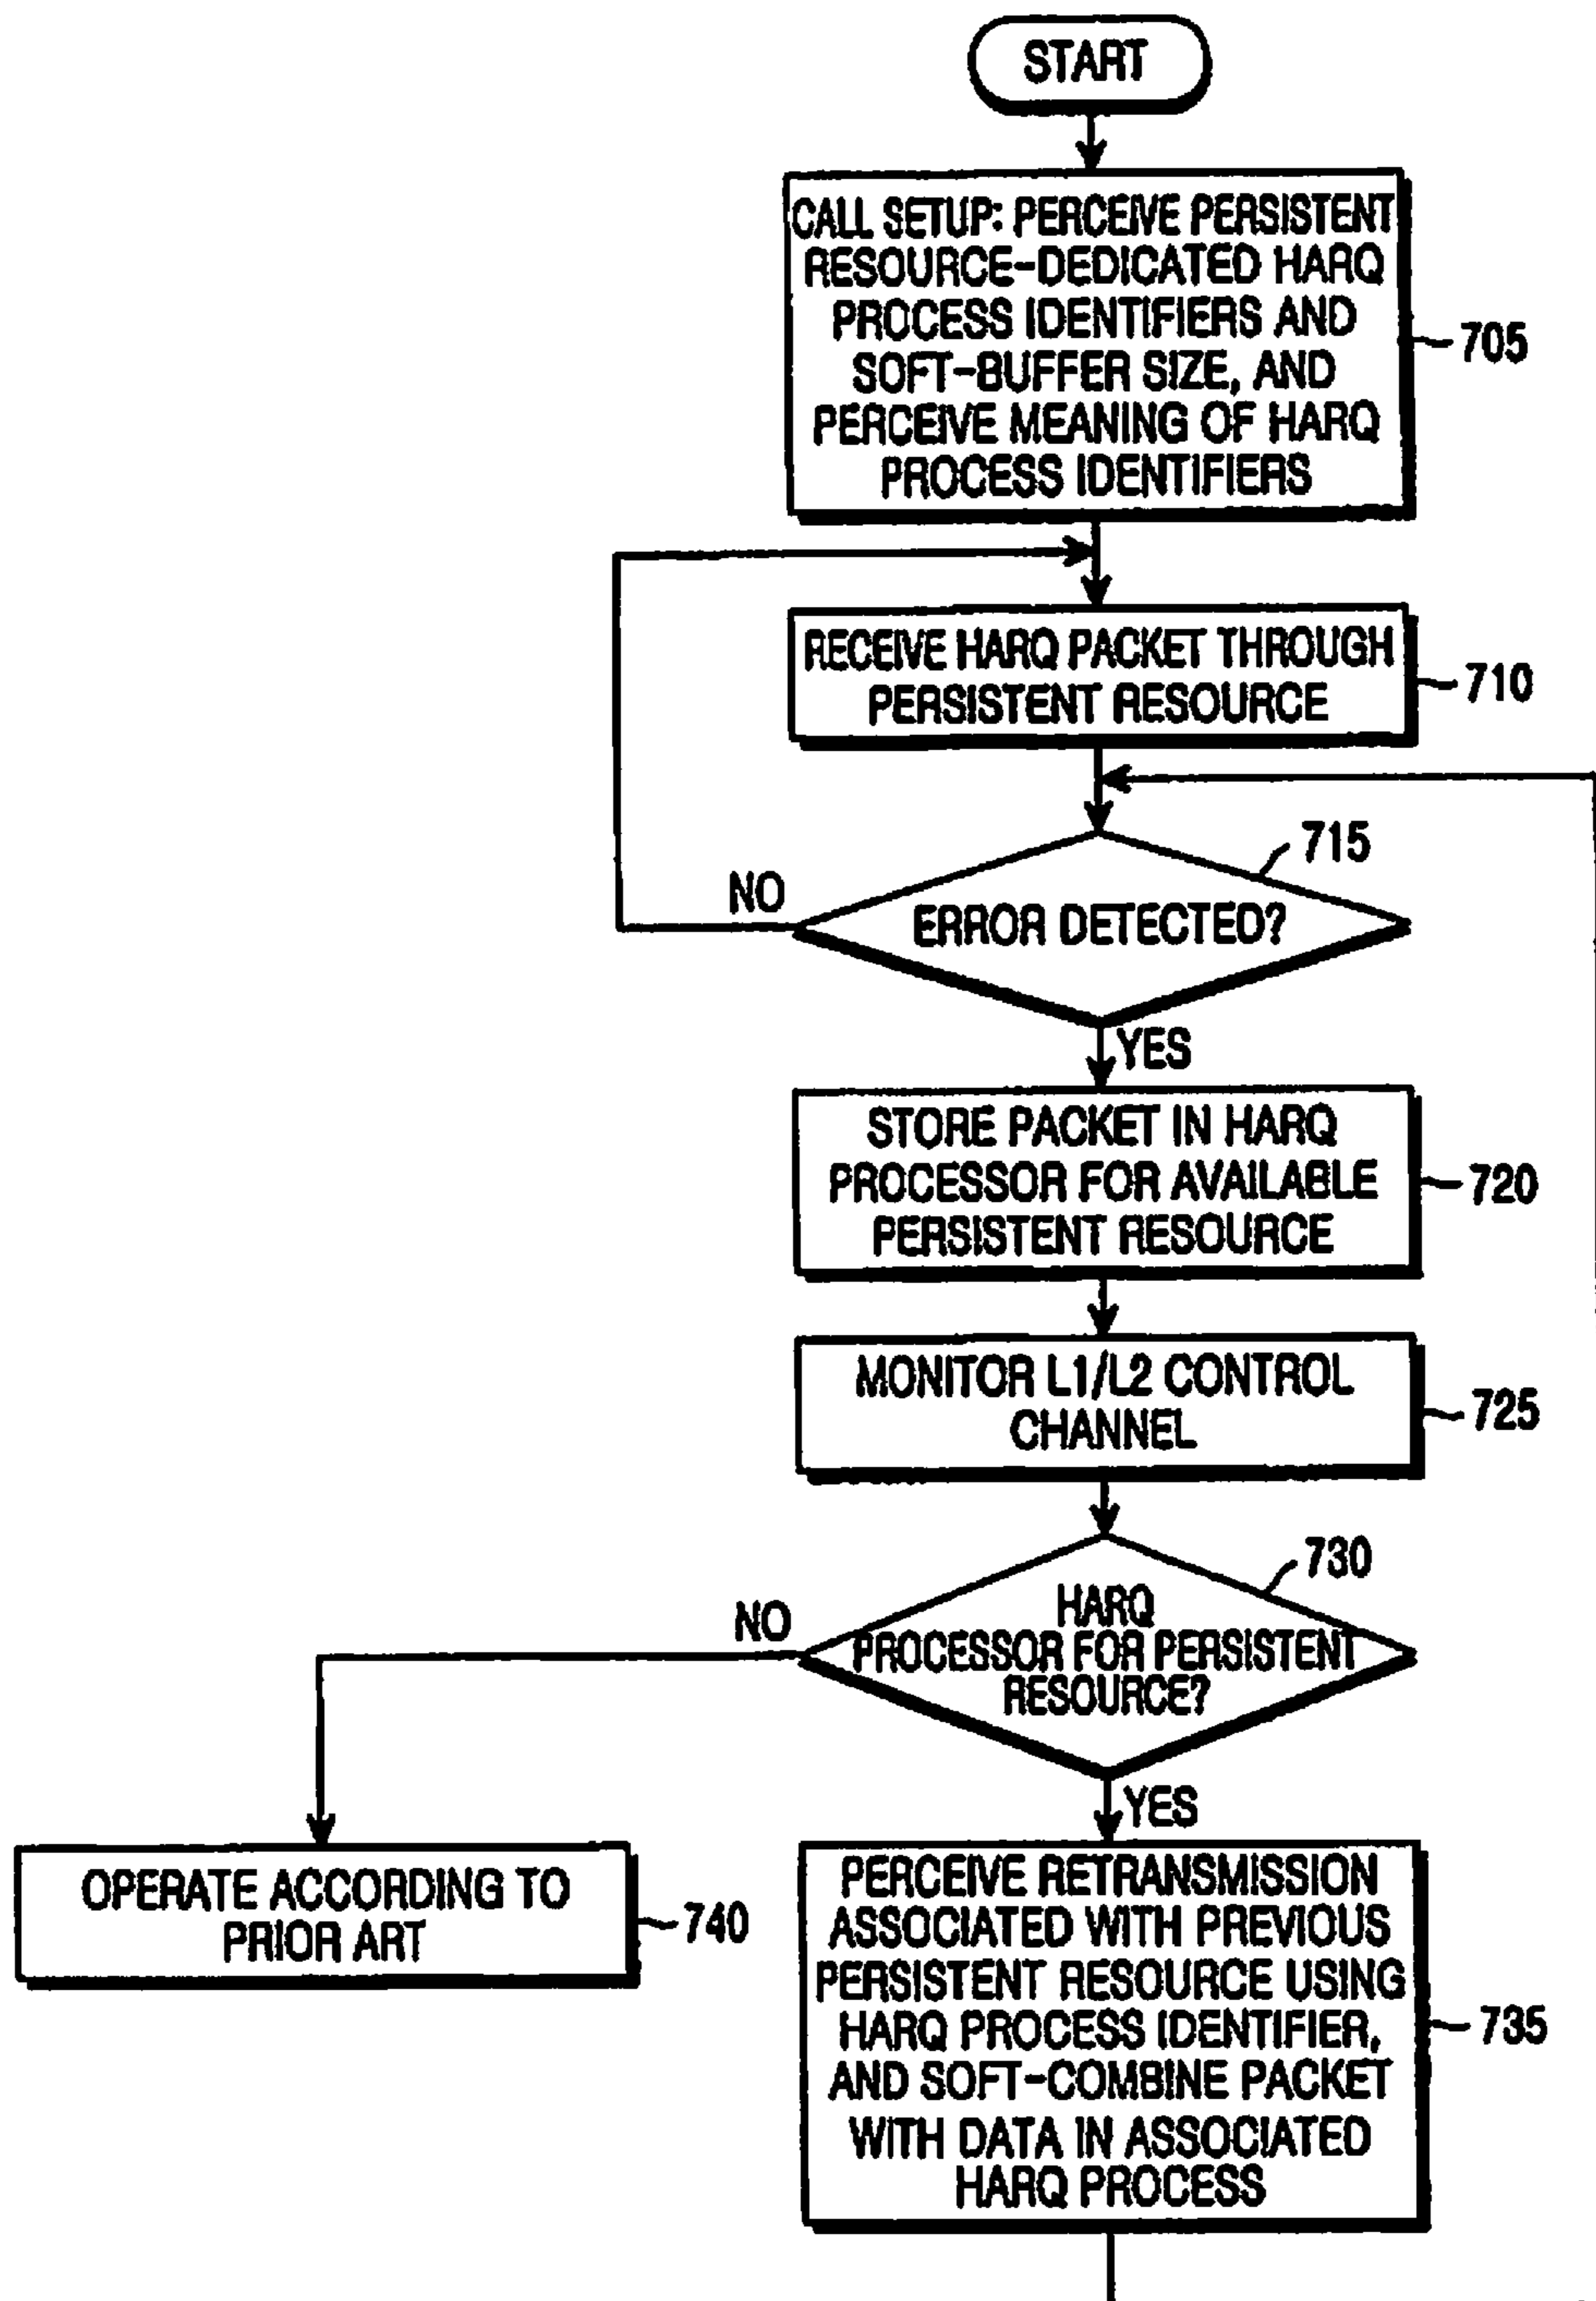 START
CALL SETUP: PERCEIVE PERSISTENT
RESOURCE-DEDICATED HARQ
PROCESS IDENTIFIERS AND
SOFT-BUFFER SIZE, AND
PERCEIVE MEANING OF HARQ
PROCESS IDENTIFIERS
705
RECEIVE HARQ PACKET THROUGH
PERSISTENT RESOURCE
710
715
NO
ERROR DETECTED?
YES
STORE PACKET IN HARQ
PROCESSOR FOR AVAILABLE
PERSISTENT RESOURCE
720
MONITOR L1/L2 CONTROL
CHANNEL
725
730
NO
HARQ
PROCESSOR FOR PERSISTENT
RESOURCE?
YES
OPERATE ACCORDING TO
PRIOR ART
740
PERCEIVE RETRANSMISSION
ASSOCIATED WITH PREVIOUS
PERSISTENT RESOURCE USING
HARQ PROCESS IDENTIFIER,
AND SOFT-COMBINE PACKET
WITH DATA IN ASSOCIATED
HARQ PROCESS
735